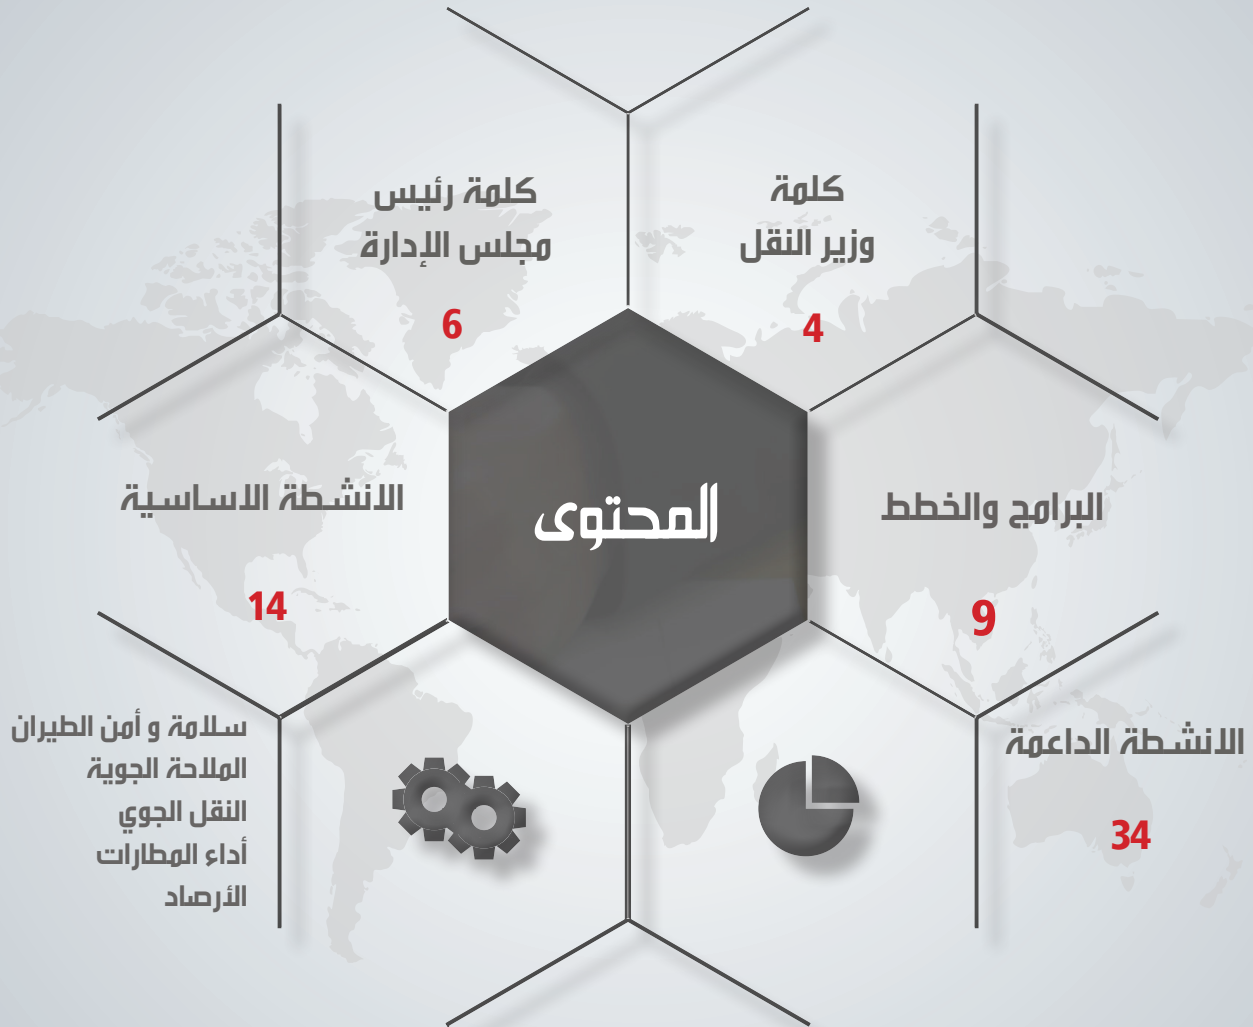 كلمة
وزير النقل
4
كلمة رئيس
مجلس الإدارة
6
المحتوى
البرامج والخطط
9
الانشطة الاساسية
14
سلامة و أمن الطيران
الملاحة الجوية
النقل الجوي
أداء المطارات
الأرصاد
الانشطة الداعمة
34